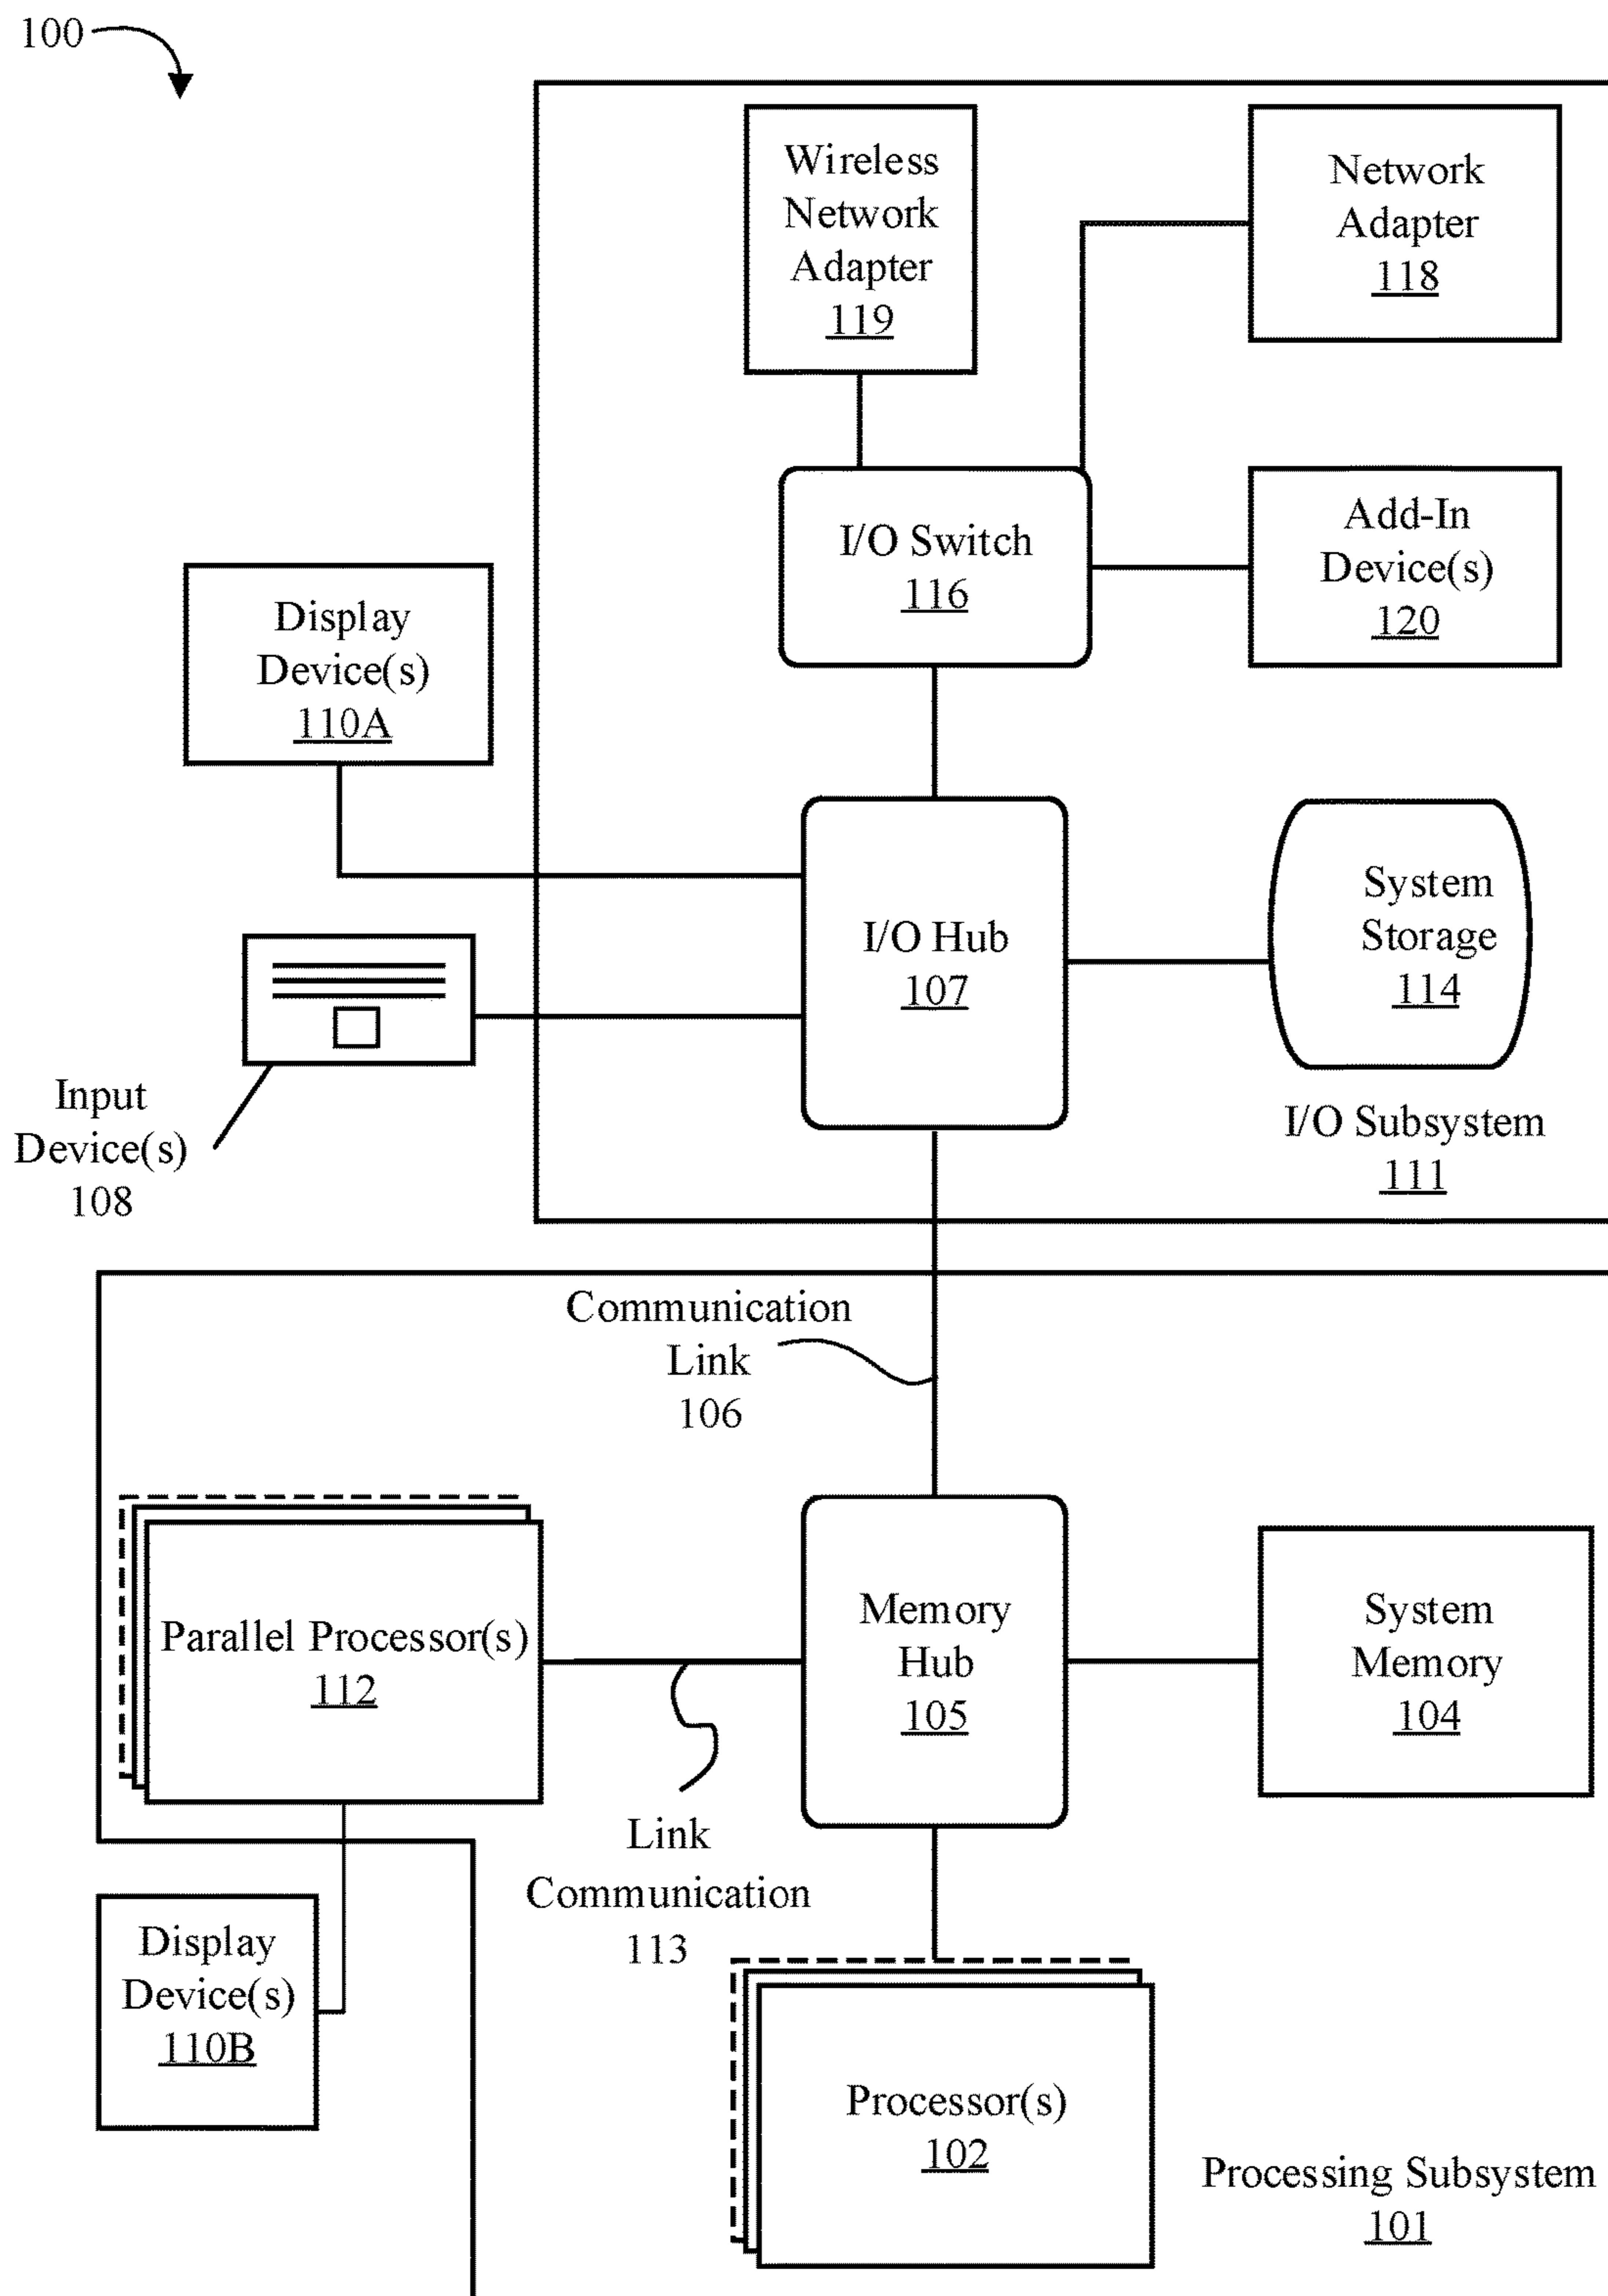 100
Wireless
Network
Adapter
119
Network
Adapter
118
I/O Switch
116
Add-In
Device(s)
120
Display
Device(s)
110A
I/O Hub
107
System
Storage
114
Input
Device(s)
108
I/O Subsystem
111
Communication
Link
106
Parallel Processor(s)
112
Memory
Hub
105
System
Memory
104
Link
Communication
113
Display
Device(s)
110B
Processor(s)
102
Processing Subsystem
101